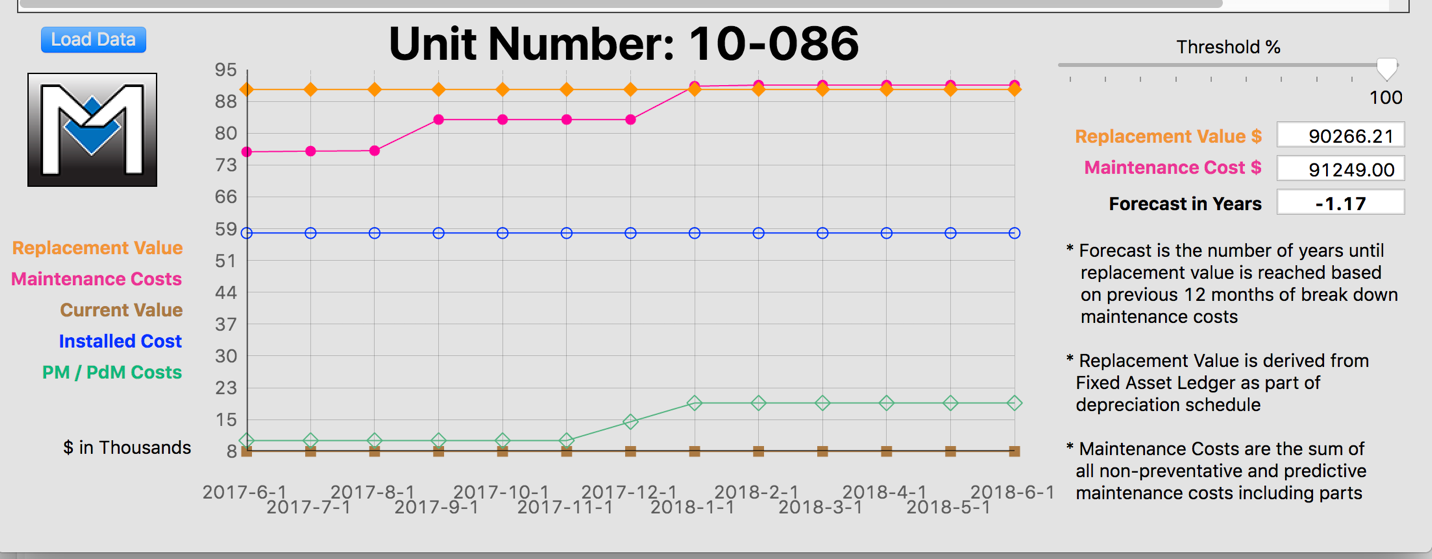 Load Data
Unit Number: 10-086
Threshold %
100
Replacement Value $ 90266.21
Maintenance Cost $ 91249.00
Forecast in Years -1.17
* Forecast is the number of years until
replacement value is reached based
on previous 12 months of break down
maintenance costs
* Replacement Value is derived from
Fixed Asset Ledger as part of
depreciation schedule
* Maintenance Costs are the sum of
all non-preventative and predictive
maintenance costs including parts
M
Replacement Value
Maintenance Costs
Current Value
Installed Cost
PM / PdM Costs
$ in Thousands
95
88
80
73
66
59
51
44
37
30
23
15
8
2017-6-1 2017-8-1 2017-10-1 2017-12-1 2018-2-1 2018-4-1 2018-6-1
2017-7-1 2017-9-1 2017-11-1 2018-1-1 2018-3-1 2018-5-1